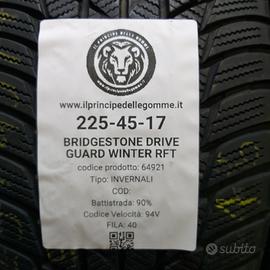 IL PRINCIPE DELLE GOMME
www.ilprincipedellegomme.it
225-45-17
BRIDGESTONE DRIVE
GUARD WINTER RFT
codice prodotto: 64921
Tipo: INVERNALI
COD:
Battistrada: 90%
Codice Velocità: 94V
FILA: 40
subito